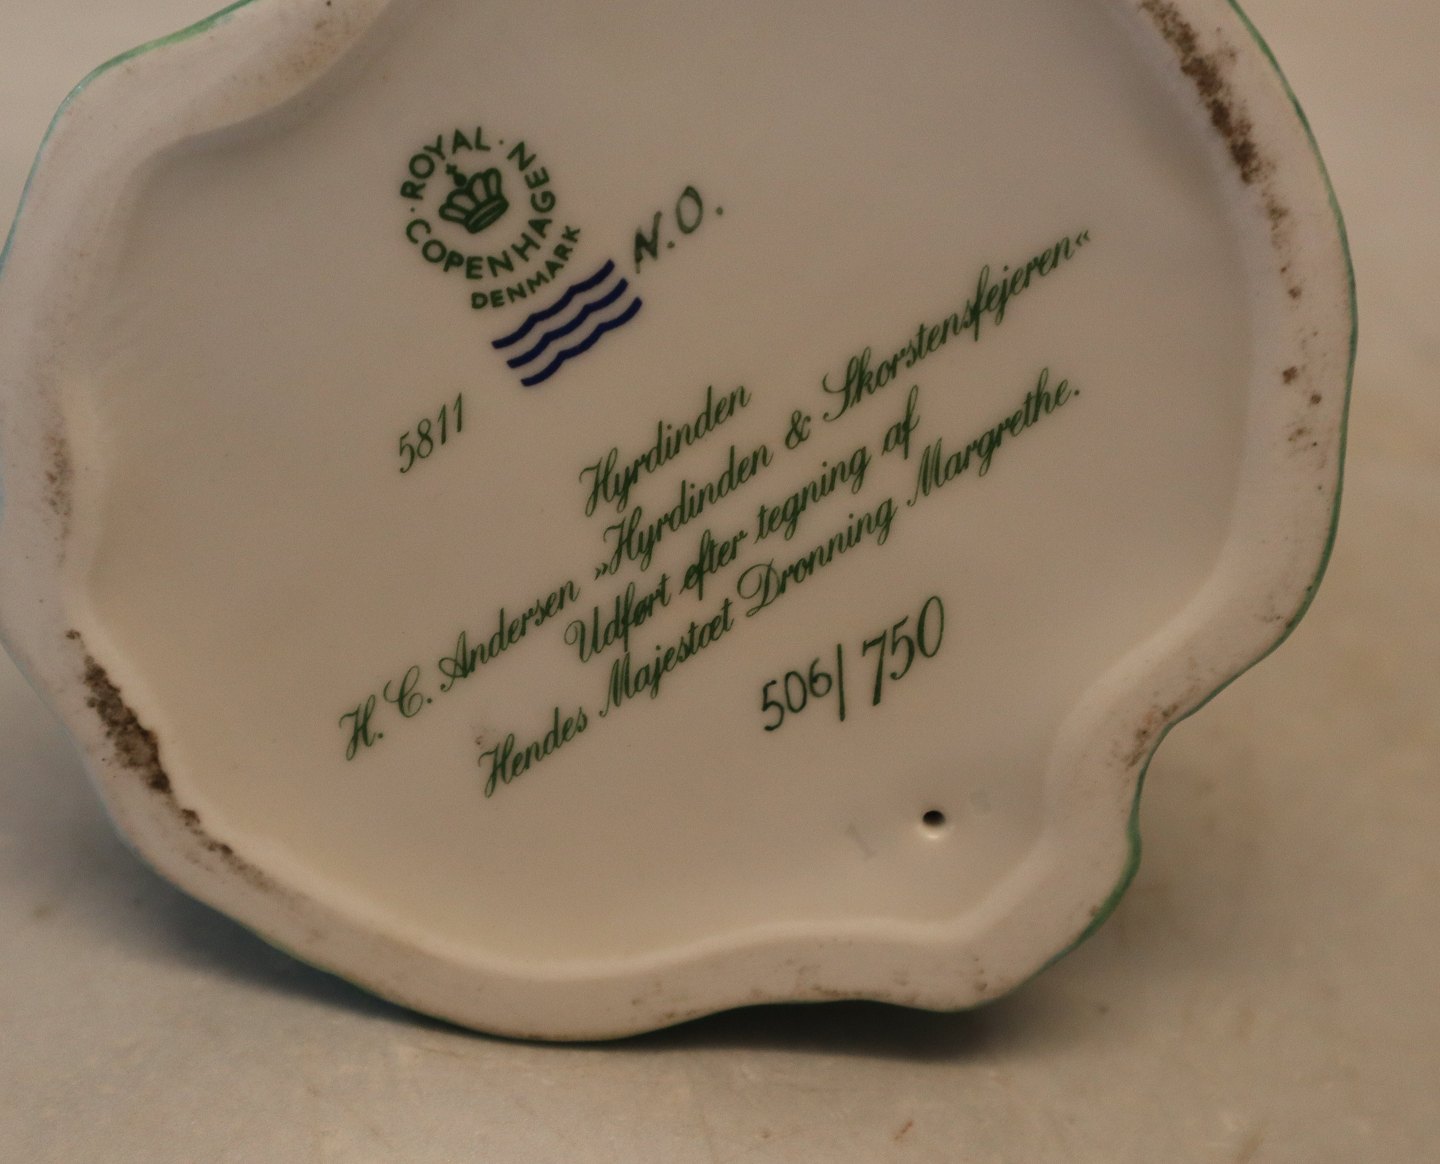 · ROYAL · COPENHAGEN
DENMARK
N.O.
5811
Hyrdinden
H. C. Andersen „Hyrdinden & Skorstensfejeren“
Udført efter tegning af
Hendes Majestæt Dronning Margrethe.
506/750